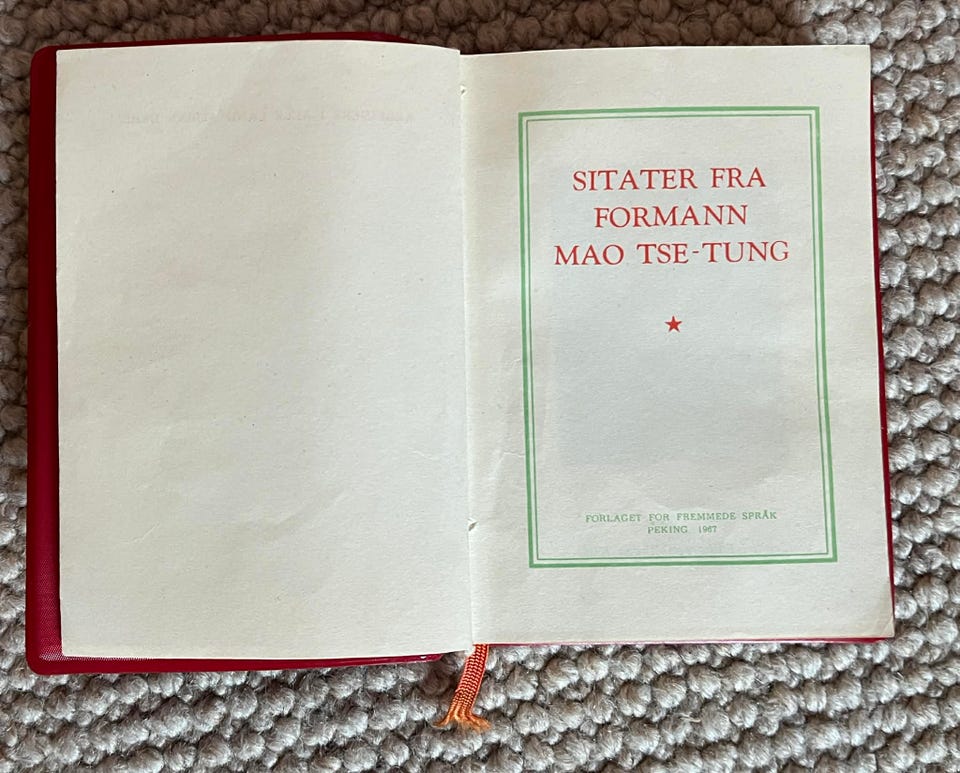 SITATER FRA
FORMANN
MAO TSE-TUNG
FORLAGET FOR FREMMEDE SPRÅK
PEKING 1967